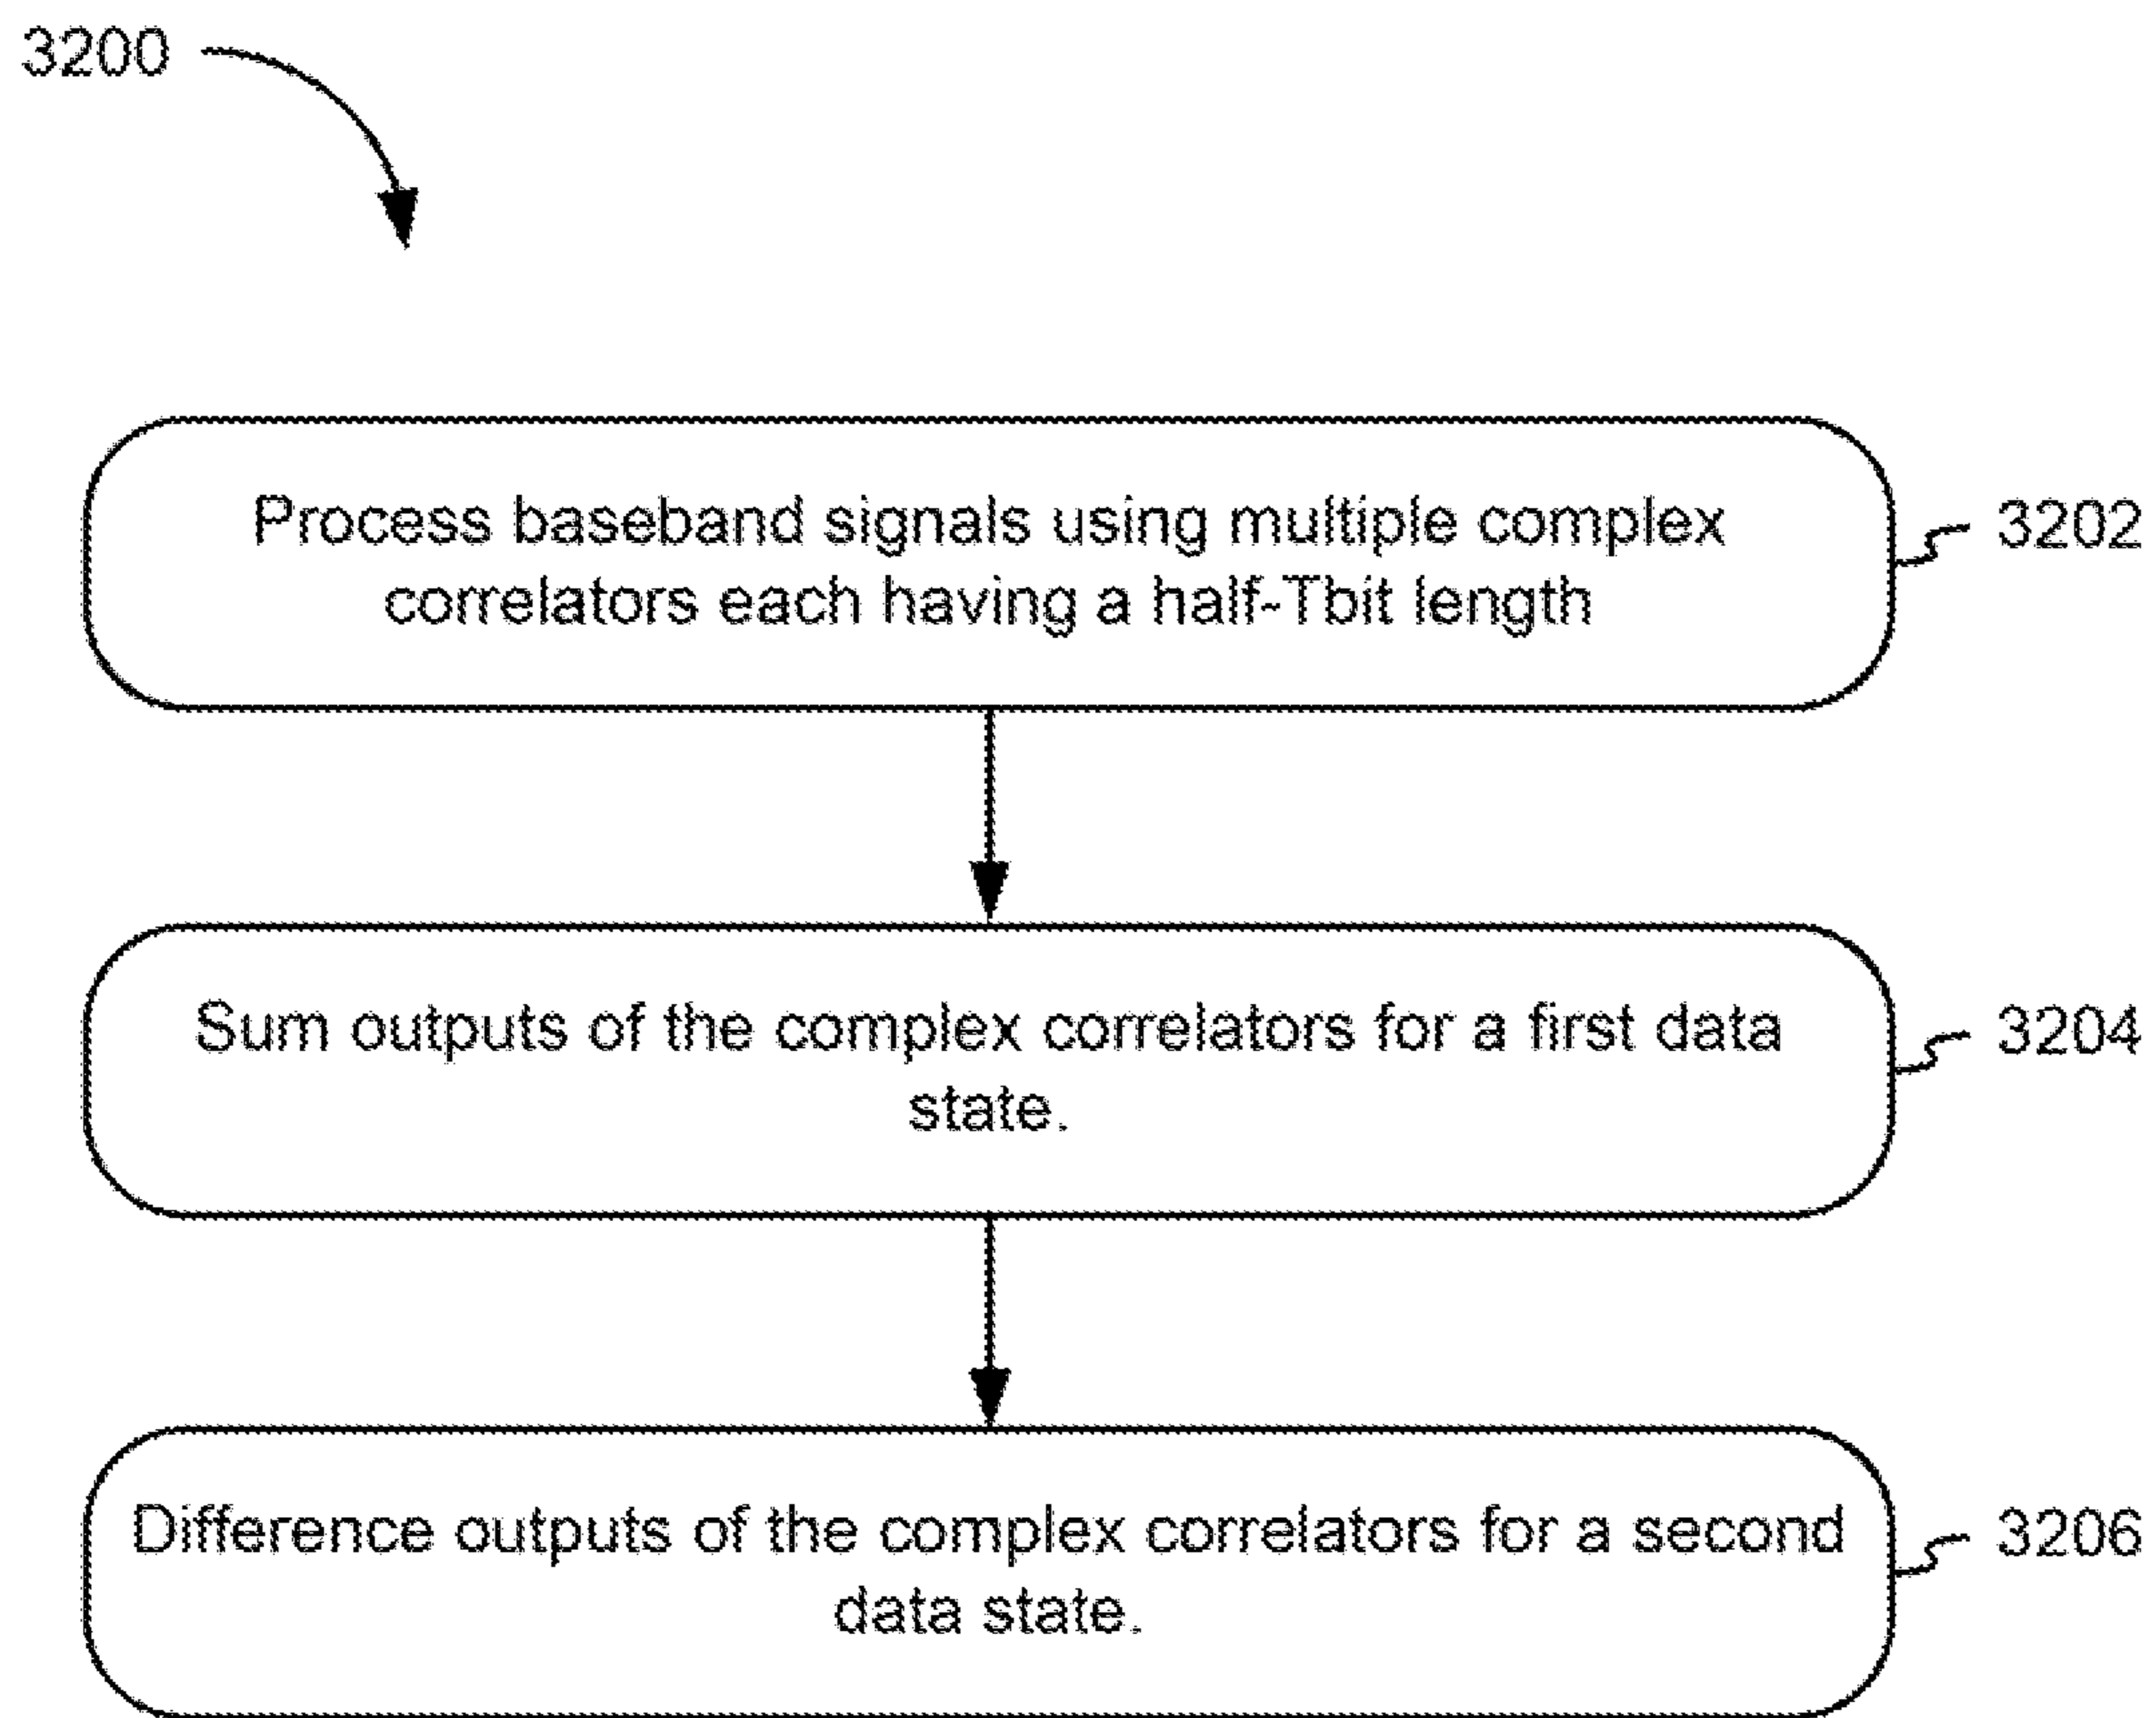 3200
Process baseband signals using multiple complex
correlators each having a half-Tbit length
3202
Sum outputs of the complex correlators for a first data
state.
3204
Difference outputs of the complex correlators for a second
data state.
3206